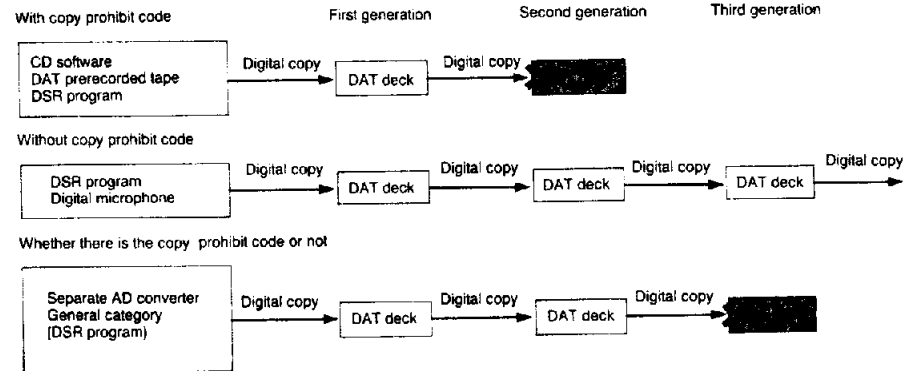 With copy prohibit code
First generation Second generation Third generation
CD software
DAT prerecorded tape
DSR program
Digital copy
DAT deck
Digital copy
Without copy prohibit code
DSR program
Digital microphone
Digital copy
DAT deck
Digital copy
DAT deck
Digital copy
DAT deck
Digital copy
Whether there is the copy prohibit code or not
Separate AD converter
General category
[DSR program)
Digital copy
DAT deck
Digital copy
DAT deck
Digital copy